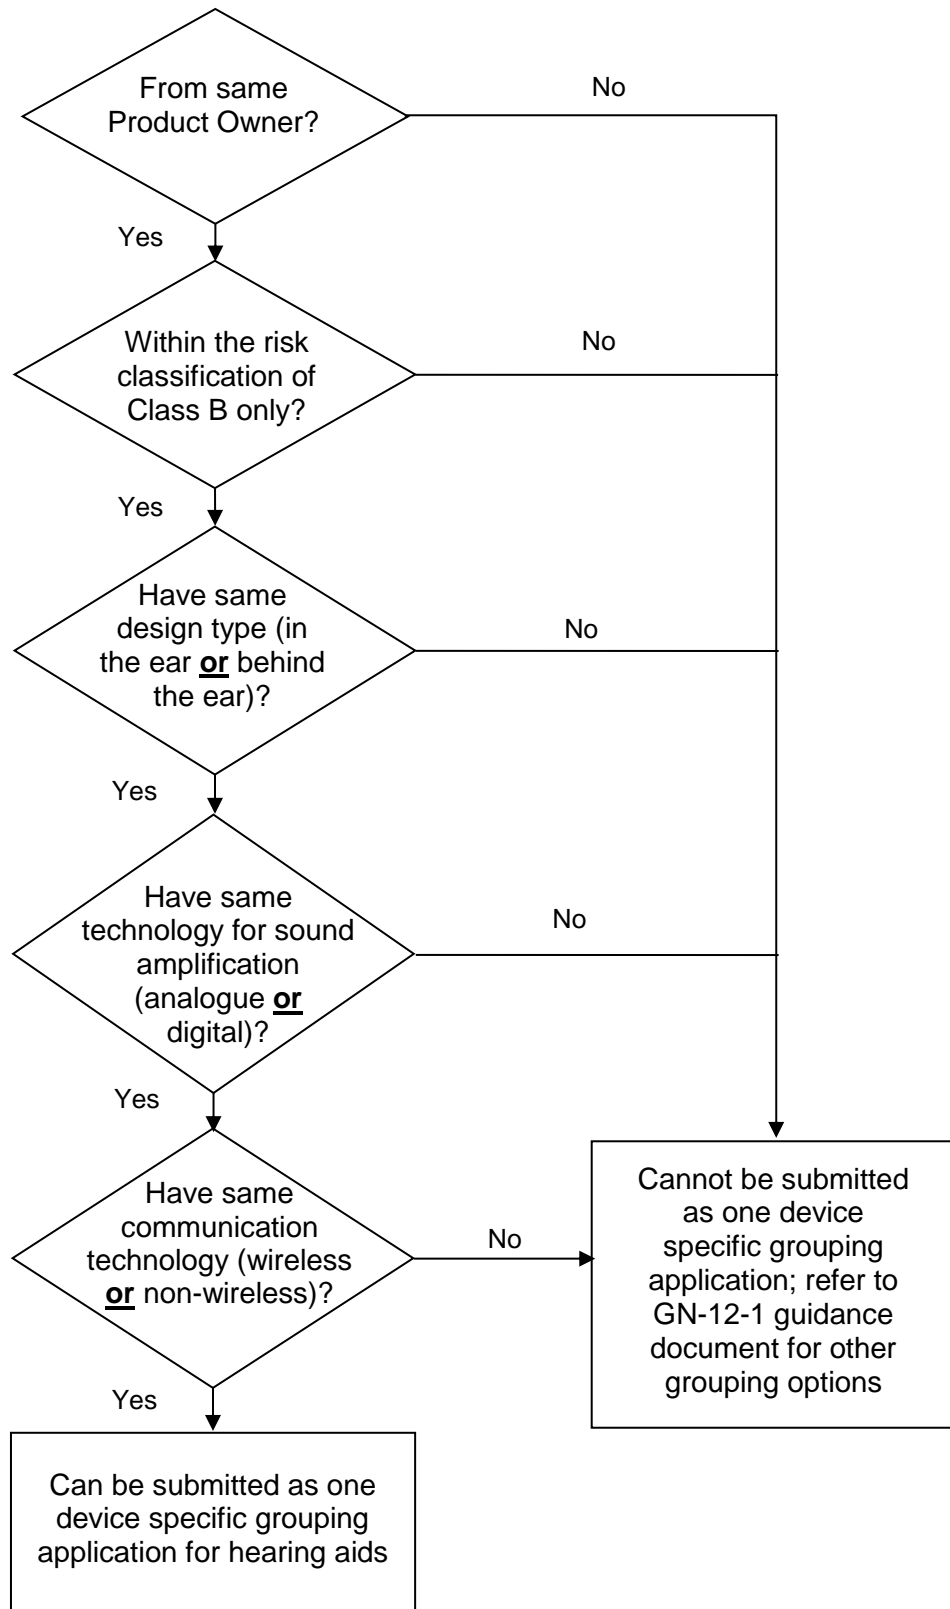 From same
Product Owner?
No
Yes
Within the risk
classification of
Class B only?
No
Yes
Have same
design type (in
the ear or behind
the ear)?
No
Yes
Have same
technology for sound
amplification
(analogue or
digital)?
No
Yes
Have same
communication
technology (wireless
or non-wireless)?
No
Cannot be submitted
as one device
specific grouping
application; refer to
GN-12-1 guidance
document for other
grouping options
Yes
Can be submitted as one
device specific grouping
application for hearing aids